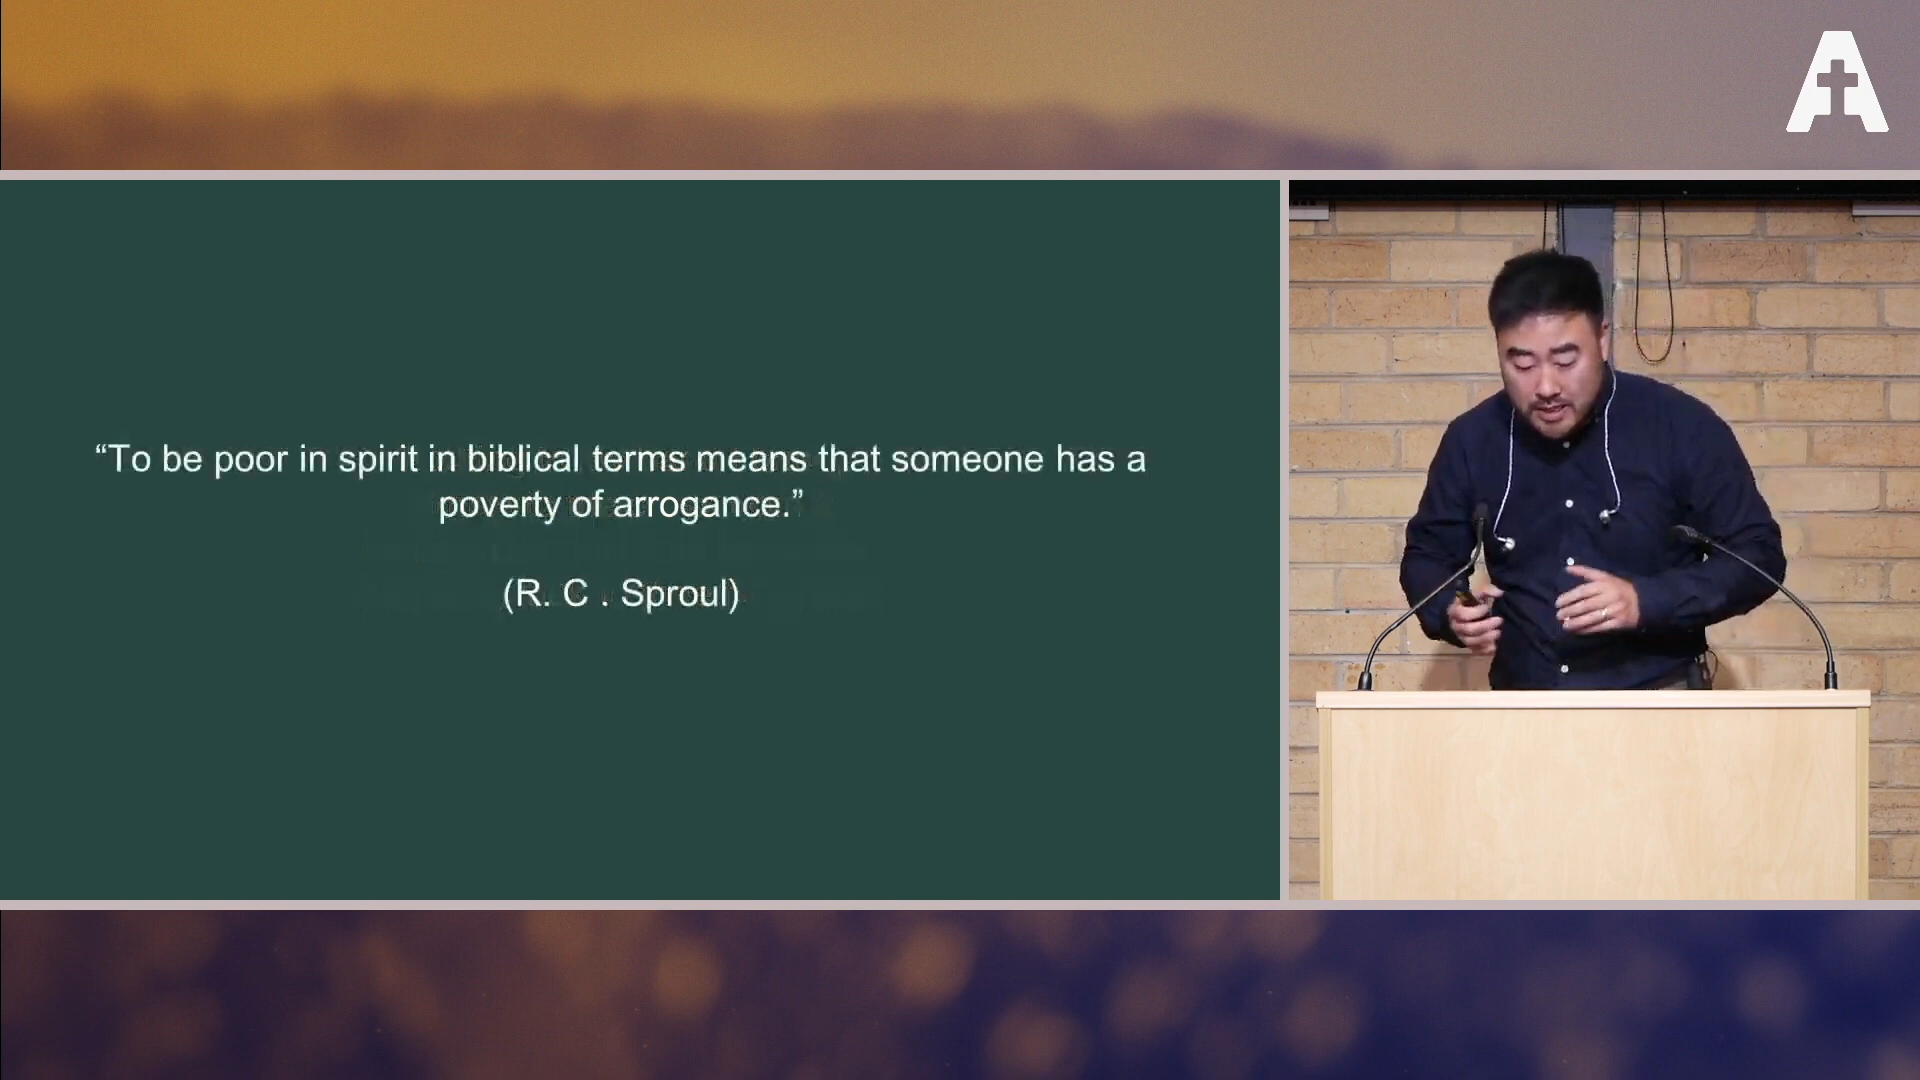 “To be poor in spirit in biblical terms means that someone has a
poverty of arrogance.”
(R. C . Sproul)